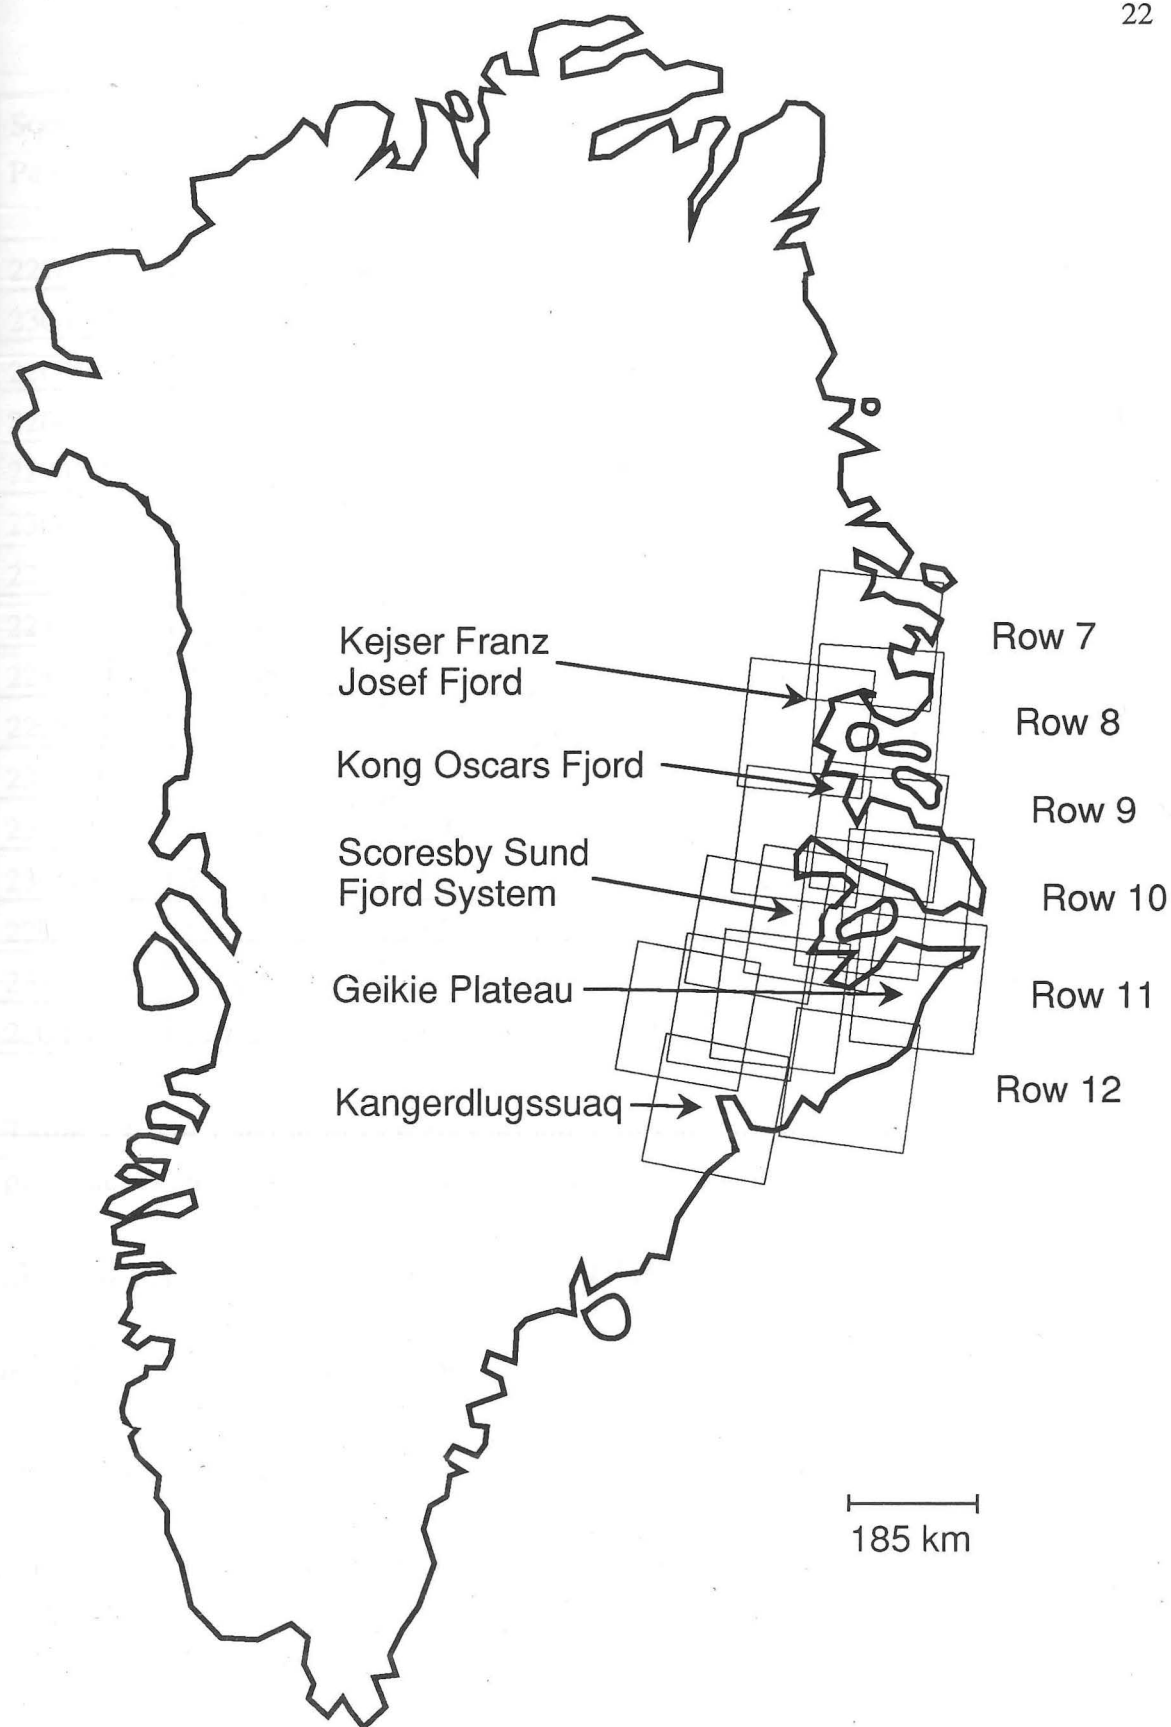 22
Kejser Franz
Josef Fjord
Row 7
Row 8
Kong Oscars Fjord
Row 9
Scoresby Sund
Fjord System
Row 10
Geikie Plateau
Row 11
Kangerdlugssuaq
Row 12
185 km